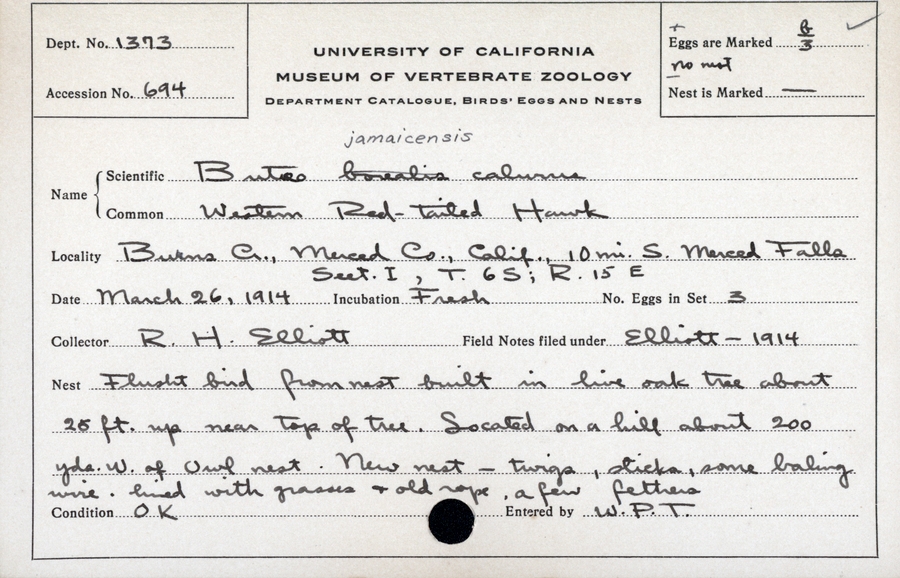 Dept. No. 1373
Accession No. 694
UNIVERSITY OF CALIFORNIA
MUSEUM OF VERTEBRATE ZOOLOGY
DEPARTMENT CATALOGUE, BIRDS' EGGS AND NESTS
+
Eggs are Marked 6/3
no nest
Nest is Marked —
jamaicensis
Name
Scientific Buteo borealis calurus
Common Western Red-tailed Hawk
Locality Burns Cr., Merced Co., Calif., 10 mi. S. Merced Falls
Sect. I, T. 6 S; R. 15 E
Date March 26, 1914 Incubation Fresh No. Eggs in Set 3
Collector R. H. Elliott Field Notes filed under Elliott - 1914
Nest Flusht bird from nest built in live oak tree about
25 ft. up near top of tree. Located on a hill about 200
yds. W. of Owl nest. New nest - twigs, sticks, some baling
wire. lined with grasses + old rope, a few fethers
Condition OK Entered by W.P.T.